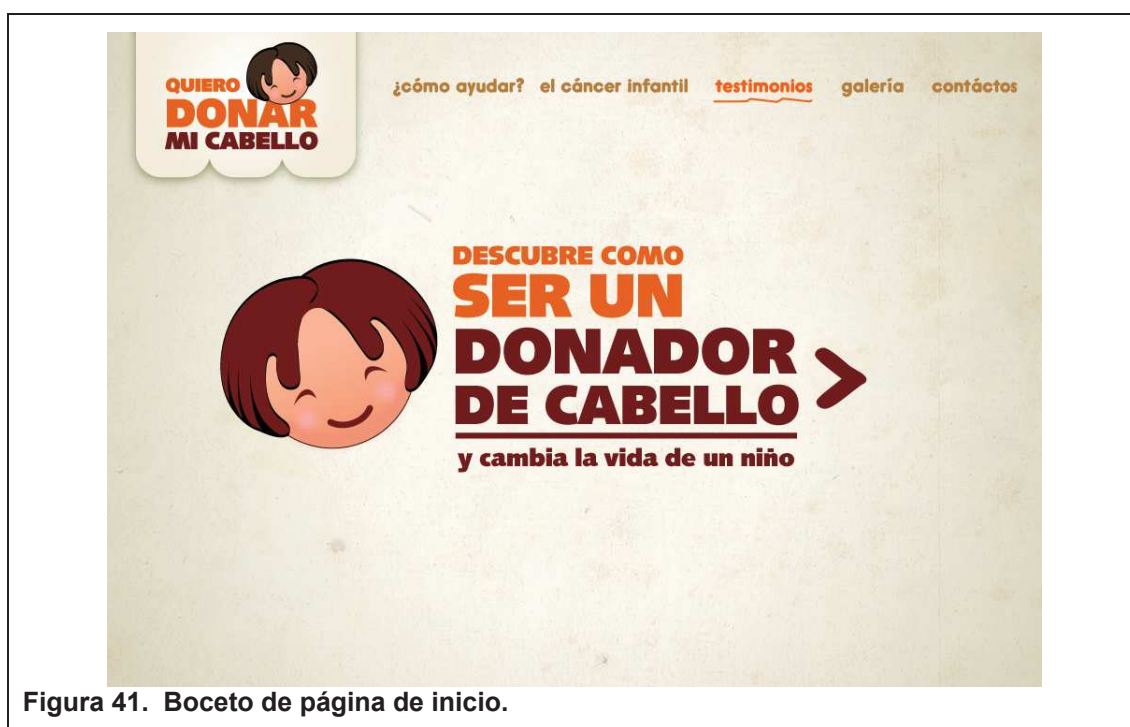 QUIERO
DONAR
MI CABELLO
¿cómo ayudar? el cáncer infantil testimonios galería contáctos
DESCUBRE COMO
SER UN
DONADOR
DE CABELLO
y cambia la vida de un niño
Figura 41. Boceto de página de inicio.